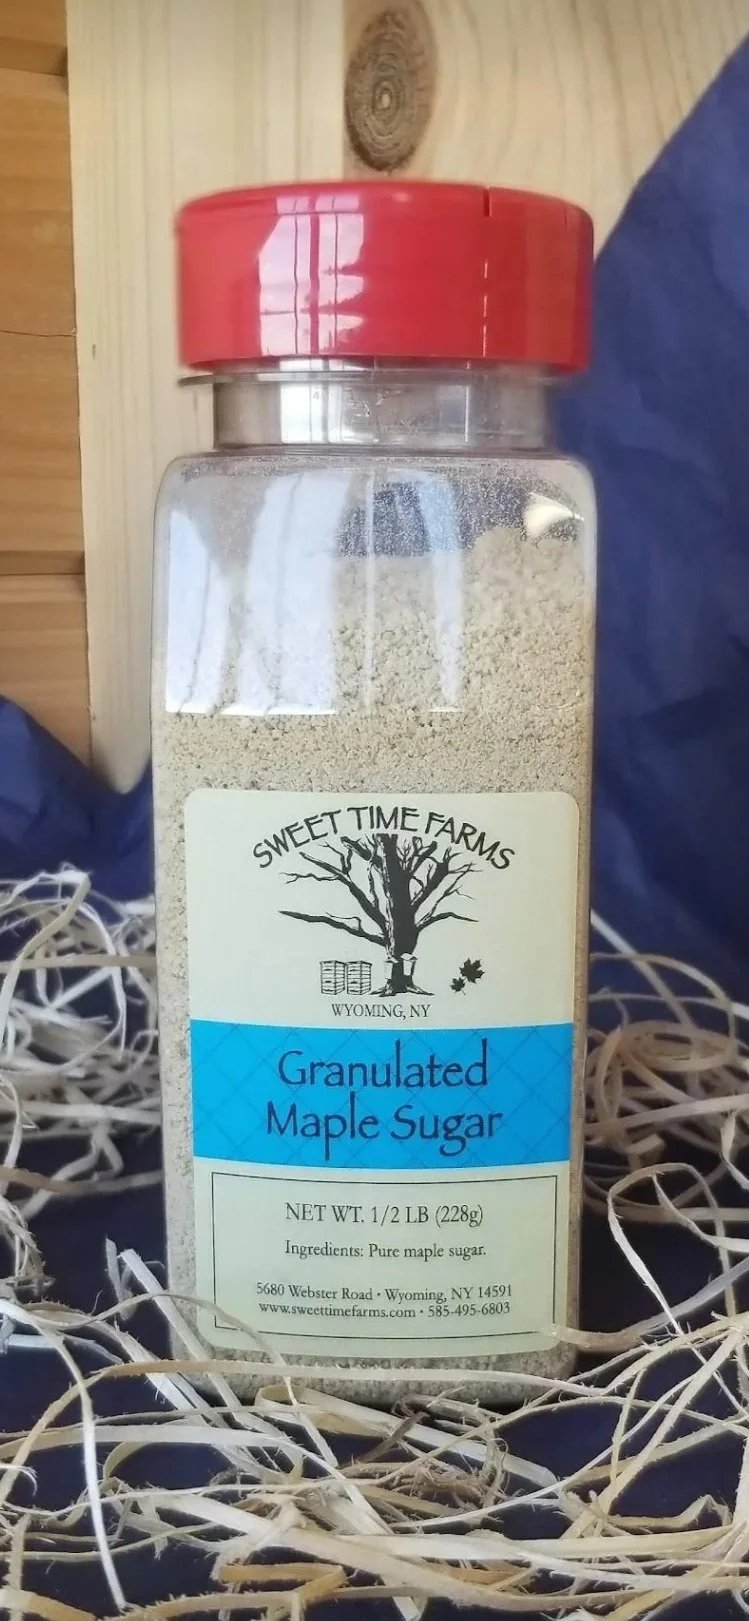 SWEET TIME FARMS
WYOMING, NY
Granulated
Maple Sugar
NET WT. 1/2 LB (228g)
Ingredients: Pure maple sugar.
5680 Webster Road • Wyoming, NY 14591
www.sweettimefarms.com • 585-495-6803